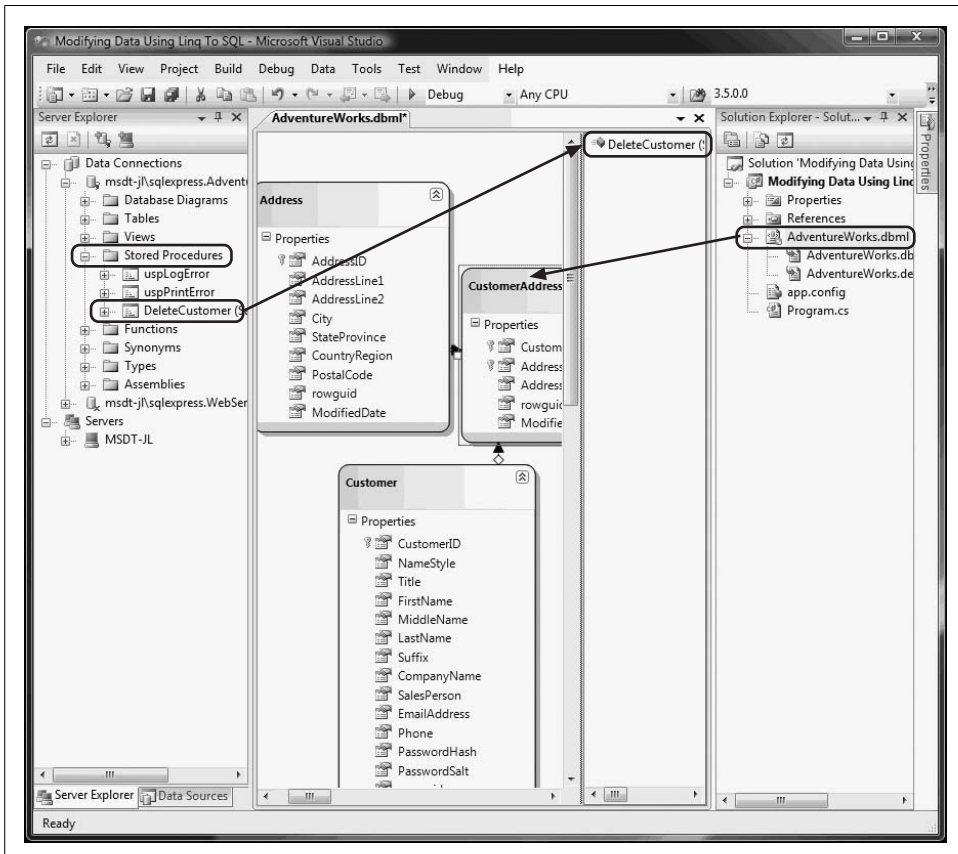 Modifying Data Using Linq To SQL - Microsoft Visual Studio
File Edit View Project Build Debug Data Tools Test Window Help
Debug Any CPU 3.5.0.0
Server Explorer
Data Connections
msdt-jl\sqlexpress.Advent
Database Diagrams
Tables
Views
Stored Procedures
uspLogError
uspPrintError
DeleteCustomer (
Functions
Synonyms
Types
Assemblies
msdt-jl\sqlexpress.WebSer
Servers
MSDT-JL
Server Explorer Data Sources
AdventureWorks.dbml*
Address
Properties
AddressID
AddressLine1
AddressLine2
City
StateProvince
CountryRegion
PostalCode
rowguid
ModifiedDate
CustomerAddress
Properties
Custom
Address
Address
rowguid
Modifie
Customer
Properties
CustomerID
NameStyle
Title
FirstName
MiddleName
LastName
Suffix
CompanyName
SalesPerson
EmailAddress
Phone
PasswordHash
PasswordSalt
DeleteCustomer (
Solution Explorer - Solut...
Solution 'Modifying Data Using
Modifying Data Using Linq
Properties
References
AdventureWorks.dbml
AdventureWorks.db
AdventureWorks.de
app.config
Program.cs
Properties
Ready